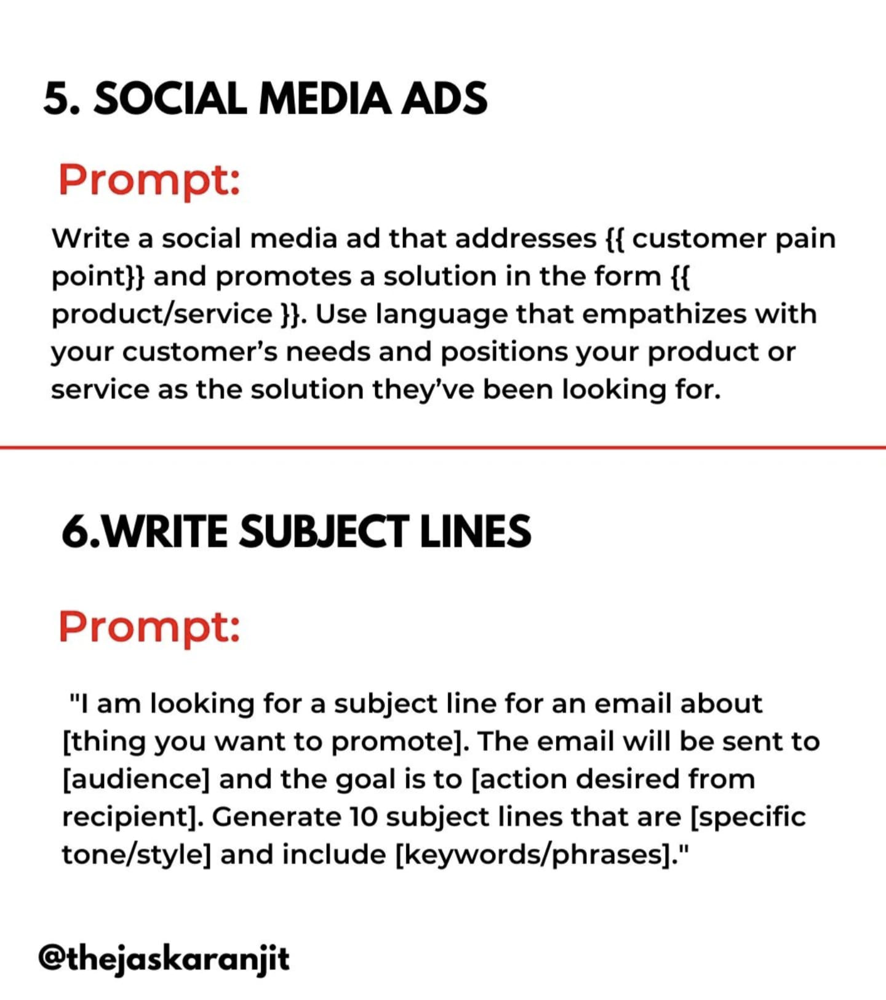 5. SOCIAL MEDIA ADS
Prompt:
Write a social media ad that addresses {{ customer pain
point}} and promotes a solution in the form {{
product/service }}. Use language that empathizes with
your customer’s needs and positions your product or
service as the solution they’ve been looking for.
6.WRITE SUBJECT LINES
Prompt:
"I am looking for a subject line for an email about
[thing you want to promote]. The email will be sent to
[audience] and the goal is to [action desired from
recipient]. Generate 10 subject lines that are [specific
tone/style] and include [keywords/phrases]."
@thejaskaranjit